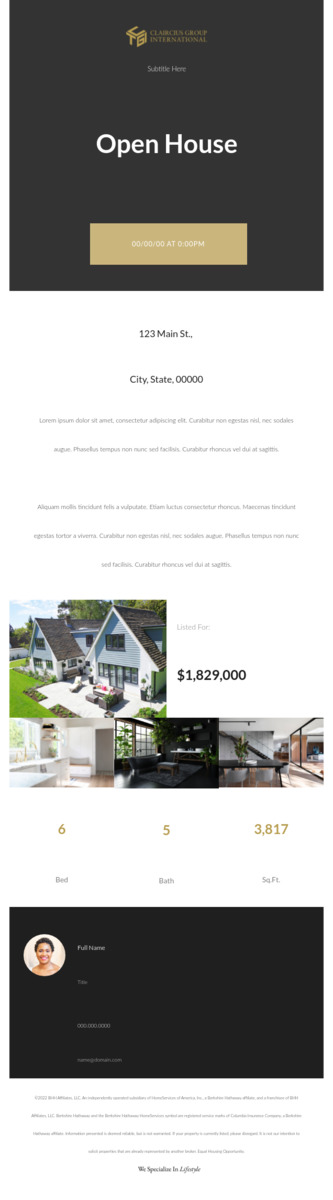 CLAIRCIUS GROUP
INTERNATIONAL
Subtitle Here
Open House
00/00/00 AT 0:00PM
123 Main St.,
City, State, 00000
Lorem ipsum dolor sit amet, consectetur adipiscing elit. Curabitur non egestas nisl, nec sodales
augue. Phasellus tempus non nunc sed facilisis. Curabitur rhoncus vel dui at sagittis.
Aliquam mollis tincidunt felis a vulputate. Etiam luctus consectetur rhoncus. Maecenas tincidunt
egestas tortor a viverra. Curabitur non egestas nisl, nec sodales augue. Phasellus tempus non nunc
sed facilisis. Curabitur rhoncus vel dui at sagittis.
Listed For:
$1,829,000
6
5
3,817
Bed
Bath
Sq.Ft.
Full Name
Title
000.000.0000
name@domain.com
©2022 BHH Affiliates, LLC. An independently operated subsidiary of HomeServices of America, Inc., a Berkshire Hathaway affiliate, and a franchisee of BHH
Affiliates, LLC. Berkshire Hathaway and the Berkshire Hathaway HomeServices symbol are registered service marks of Columbia Insurance Company, a Berkshire
Hathaway affiliate. Information presented is deemed reliable, but is not warranted. If your property is currently listed, please disregard. It is not our intention to
solicit properties that are already represented by another broker. Equal Housing Opportunity.
We Specialize In Lifestyle